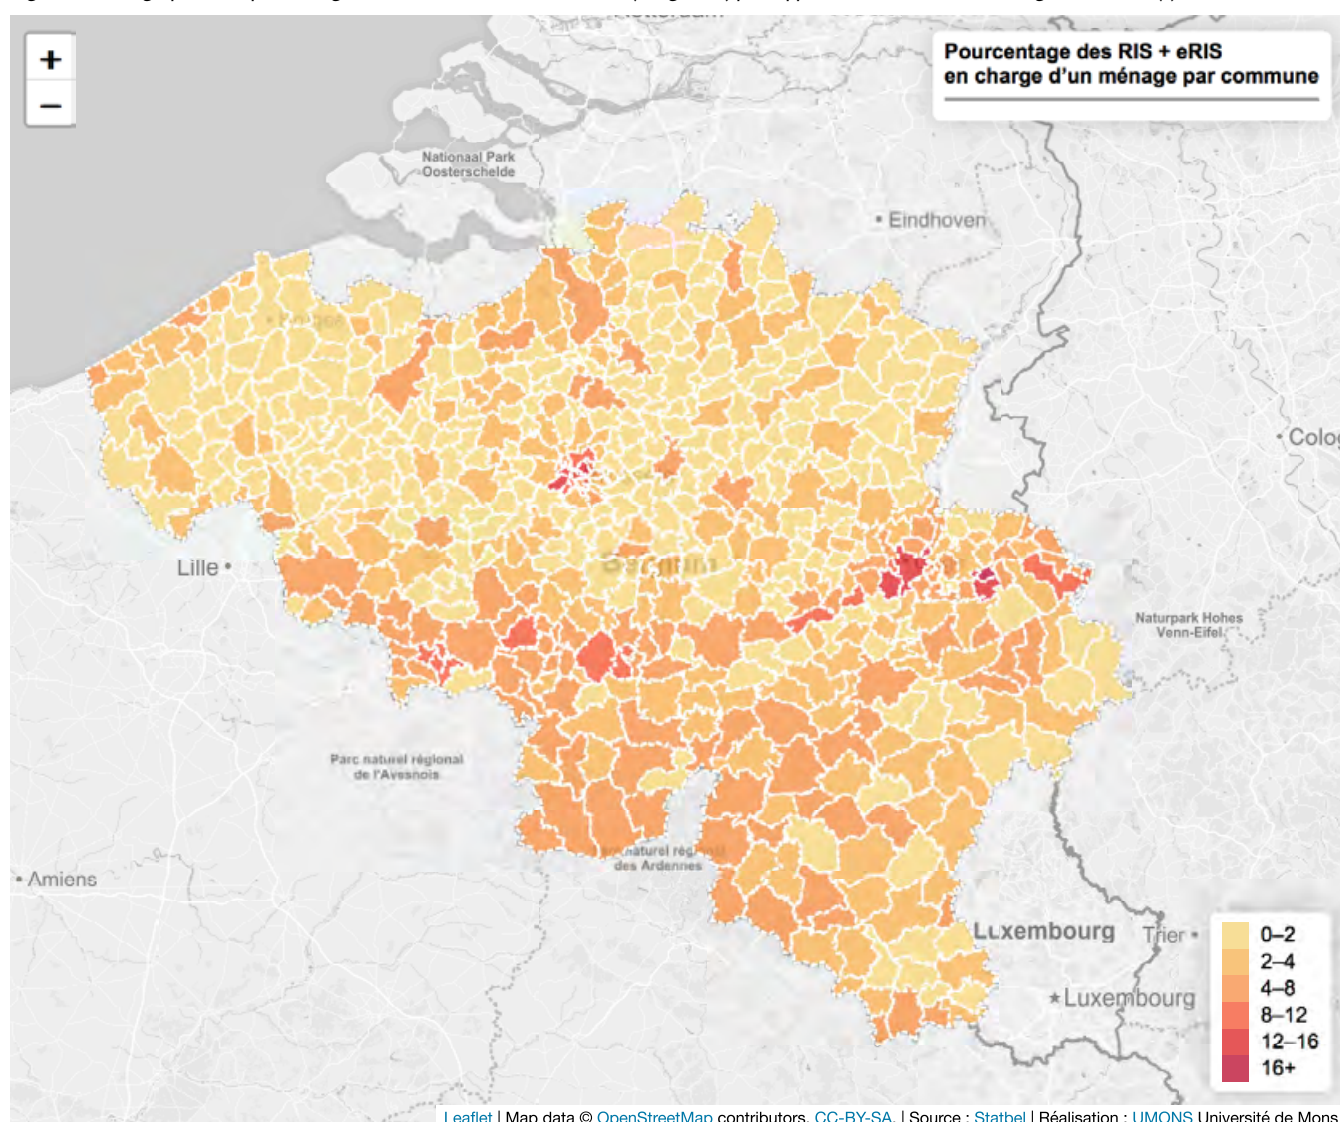 +
−
Pourcentage des RIS + eRIS
en charge d'un ménage par commune
Nationaal Park
Oosterschelde
Eindhoven
Lille
Naturpark Hohes
Venn-Eifel
Parc naturel régional
de l'Avesnois
des Ardennes
Amiens
Luxembourg
Trier
Luxembourg
0–2
2–4
4–8
8–12
12–16
16+
Leaflet | Map data © OpenStreetMap contributors, CC-BY-SA, | Source : Statbel | Réalisation : UMONS Université de Mons